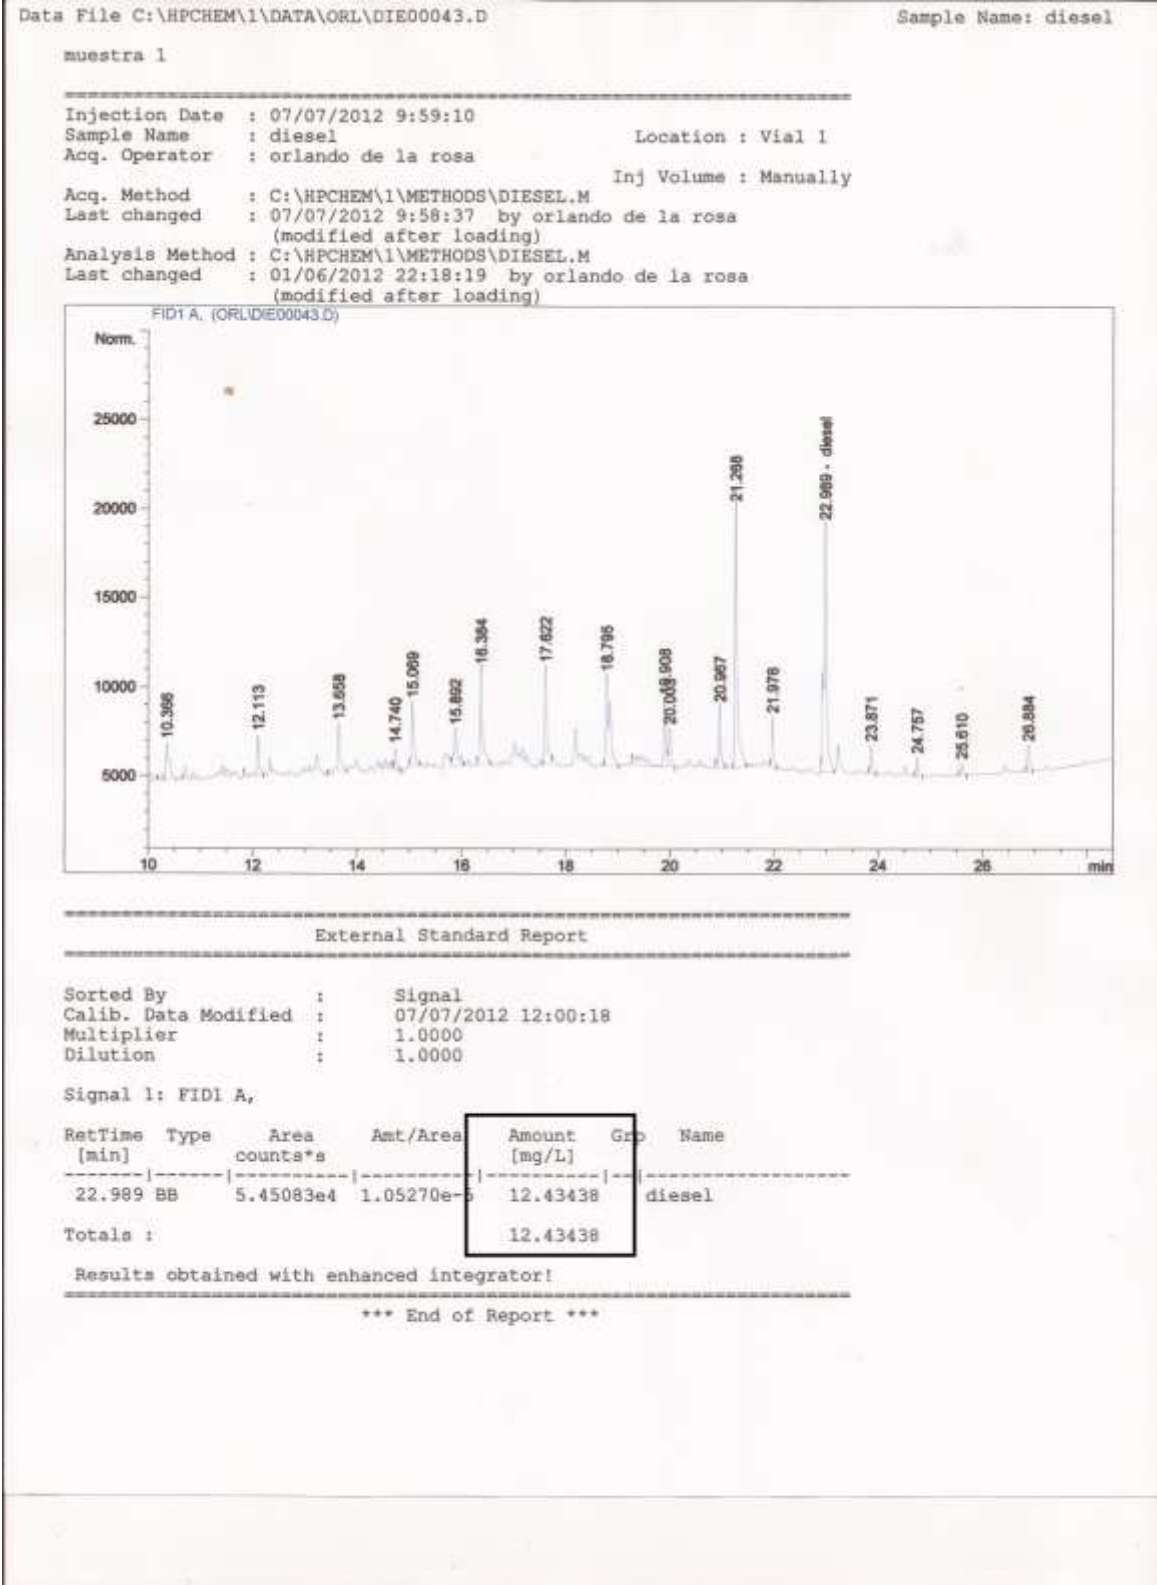 Data File C:\HPCHEM\1\DATA\ORL\DIE00043.D Sample Name: diesel
muestra 1
=====================================================================
Injection Date : 07/07/2012 9:59:10
Sample Name : diesel Location : Vial 1
Acq. Operator : orlando de la rosa
Inj Volume : Manually
Acq. Method : C:\HPCHEM\1\METHODS\DIESEL.M
Last changed : 07/07/2012 9:58:37 by orlando de la rosa
(modified after loading)
Analysis Method : C:\HPCHEM\1\METHODS\DIESEL.M
Last changed : 01/06/2012 22:18:19 by orlando de la rosa
(modified after loading)
FID1 A, (ORL\DIE00043.D)
Norm.
25000
20000
15000
10000
5000
10.366
12.113
13.658
14.740
15.069
15.892
16.384
17.622
18.795
19.908
20.003
20.967
21.268
21.978
22.989 - diesel
23.871
24.757
25.610
26.884
10 12 14 16 18 20 22 24 26 min
=====================================================================
External Standard Report
=====================================================================
Sorted By : Signal
Calib. Data Modified : 07/07/2012 12:00:18
Multiplier : 1.0000
Dilution : 1.0000
Signal 1: FID1 A,
RetTime Type Area Amt/Area Amount Grp Name
[min] counts*s [mg/L]
-------|------|----------|----------|----------|--|------------------
22.989 BB 5.45083e4 12.43438 diesel
Totals : 12.43438
Results obtained with enhanced integrator!
=====================================================================
*** End of Report ***